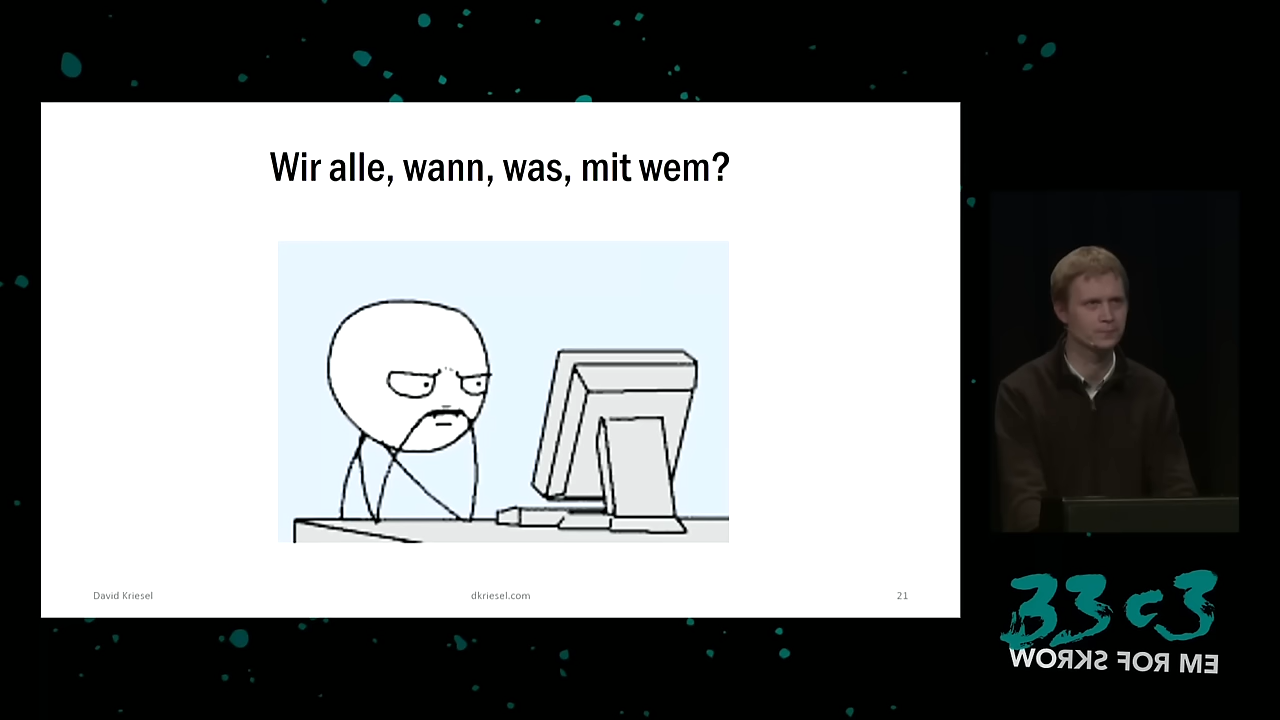 Wir alle, wann, was, mit wem?
David Kriesel
dkriesel.com
21
33c3
WORKS FOR ME